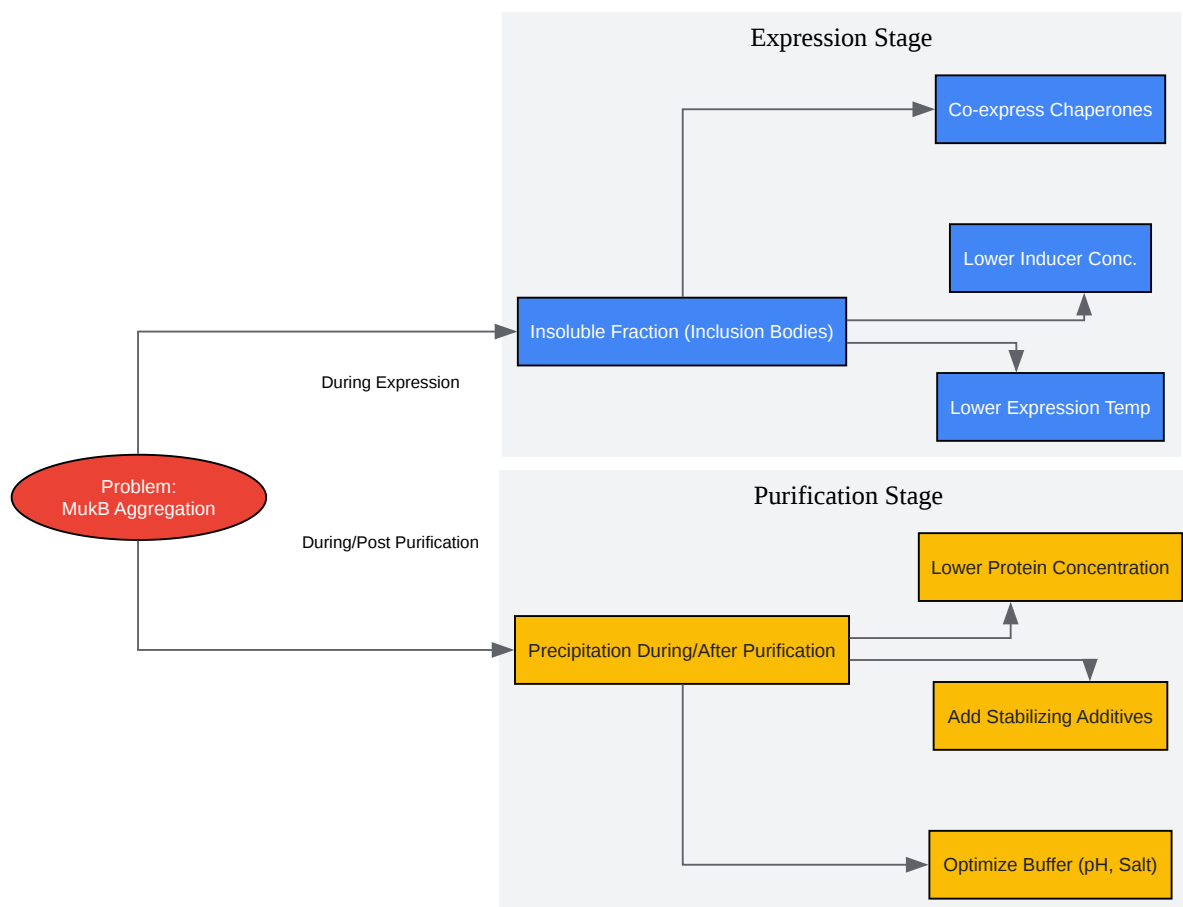 Expression Stage
Co-express Chaperones
Lower Inducer Conc.
Insoluble Fraction (Inclusion Bodies)
During Expression
Lower Expression Temp
Problem:
MukB Aggregation
Purification Stage
During/Post Purification
Lower Protein Concentration
Precipitation During/After Purification
Add Stabilizing Additives
Optimize Buffer (pH, Salt)